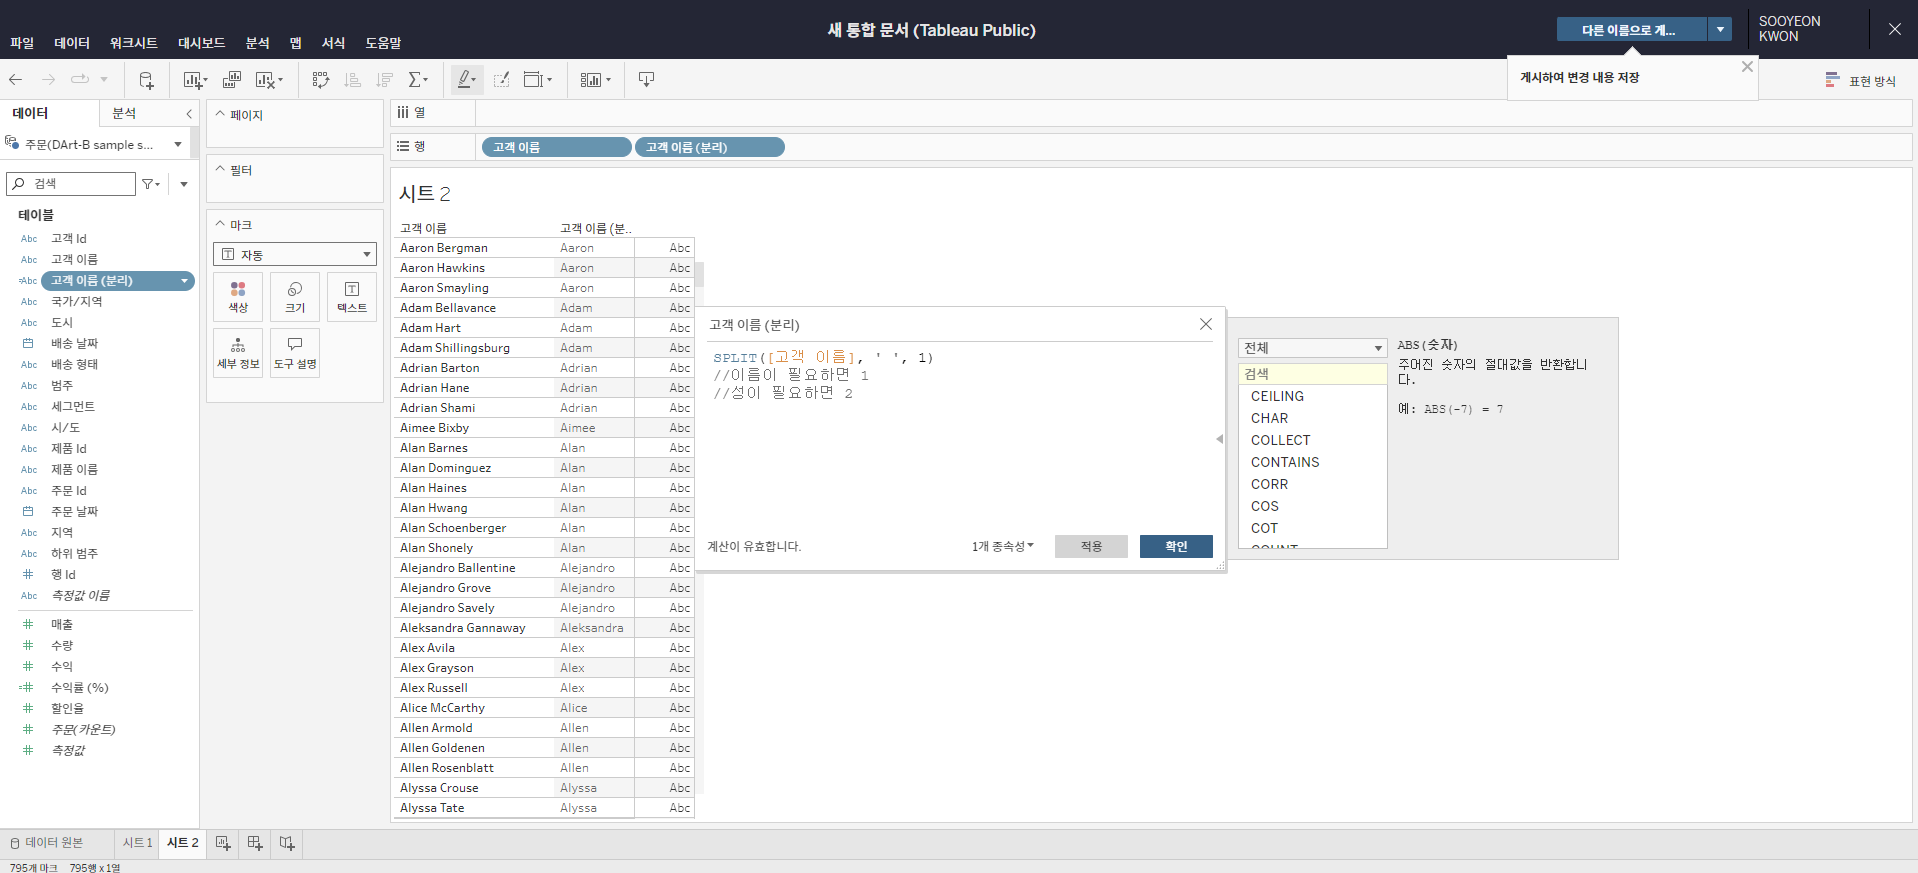 새 통합 문서 (Tableau Public)
다른 이름으로 게...
SOOYEON
KWON
파일 데이터 워크시트 대시보드 분석 맵 서식 도움말
게시하여 변경 내용 저장
표현 방식
데이터 분석
주문(DArt-B sample s...
검색
테이블
Abc 고객 Id
Abc 고객 이름
=Abc 고객 이름 (분리)
Abc 국가/지역
Abc 도시
배송 날짜
Abc 배송 형태
Abc 범주
Abc 세그먼트
Abc 시/도
Abc 제품 Id
Abc 제품 이름
Abc 주문 Id
주문 날짜
Abc 지역
Abc 하위 범주
# 행 Id
Abc 측정값 이름
# 매출
# 수량
# 수익
=# 수익률 (%)
# 할인율
# 주문(카운트)
# 측정값
페이지
필터
마크
자동
색상 크기 텍스트
세부 정보 도구 설명
열
행 고객 이름 고객 이름 (분리)
시트 2
고객 이름 고객 이름 (분..
Aaron Bergman Aaron Abc
Aaron Hawkins Aaron Abc
Aaron Smayling Aaron Abc
Adam Bellavance Adam Abc
Adam Hart Adam Abc
Adam Shillingsburg Adam Abc
Adrian Barton Adrian Abc
Adrian Hane Adrian Abc
Adrian Shami Adrian Abc
Aimee Bixby Aimee Abc
Alan Barnes Alan Abc
Alan Dominguez Alan Abc
Alan Haines Alan Abc
Alan Hwang Alan Abc
Alan Schoenberger Alan Abc
Alan Shonely Alan Abc
Alejandro Ballentine Alejandro Abc
Alejandro Grove Alejandro Abc
Alejandro Savely Alejandro Abc
Aleksandra Gannaway Aleksandra Abc
Alex Avila Alex Abc
Alex Grayson Alex Abc
Alex Russell Alex Abc
Alice McCarthy Alice Abc
Allen Armold Allen Abc
Allen Goldenen Allen Abc
Allen Rosenblatt Allen Abc
Alyssa Crouse Alyssa Abc
Alyssa Tate Alyssa Abc
고객 이름 (분리)
SPLIT([고객 이름], ' ', 1)
//이름이 필요하면 1
//성이 필요하면 2
계산이 유효합니다. 1개 종속성 적용 확인
전체
검색
CEILING
CHAR
COLLECT
CONTAINS
CORR
COS
COT
COUNT
ABS(숫자)
주어진 숫자의 절대값을 반환합니
다.
예: ABS(-7) = 7
데이터 원본 시트 1 시트 2
795개 마크 795행 x 1열